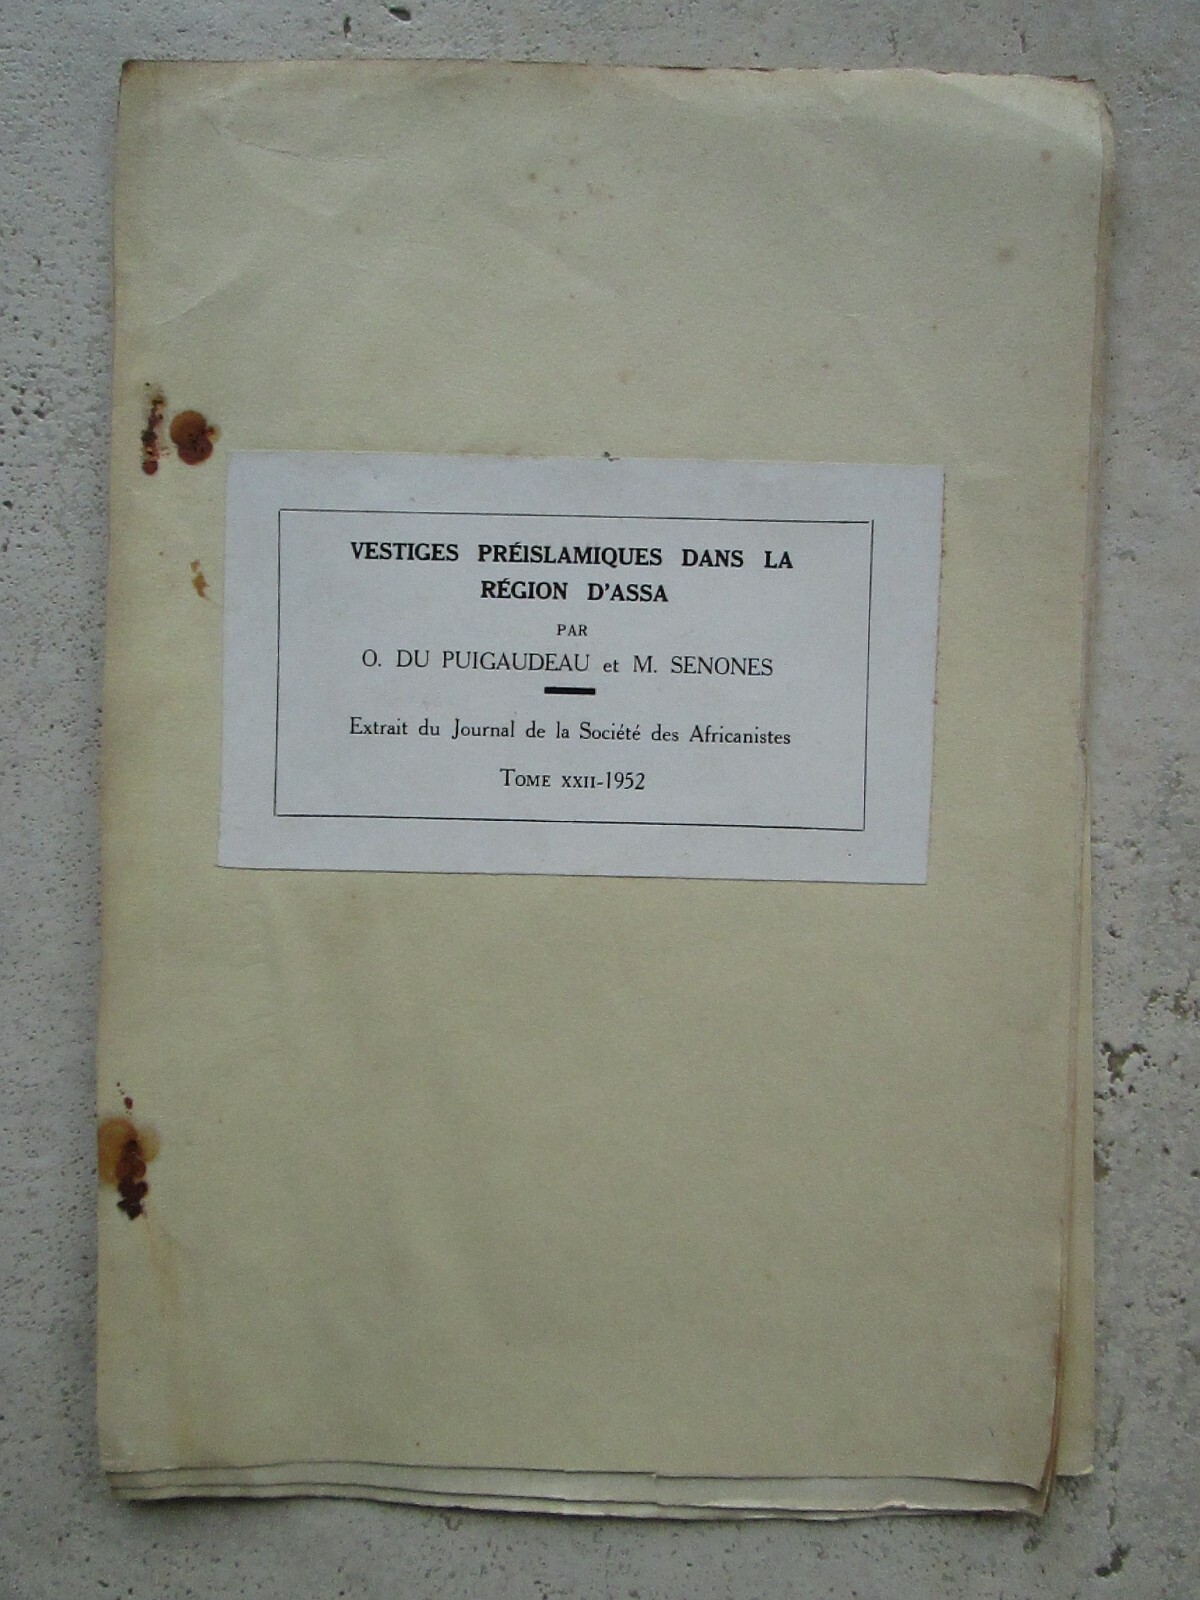 VESTIGES PRÉISLAMIQUES DANS LA
RÉGION D'ASSA
PAR
O. DU PUIGAUDEAU et M. SENONES
Extrait du Journal de la Société des Africanistes
TOME XXII-1952